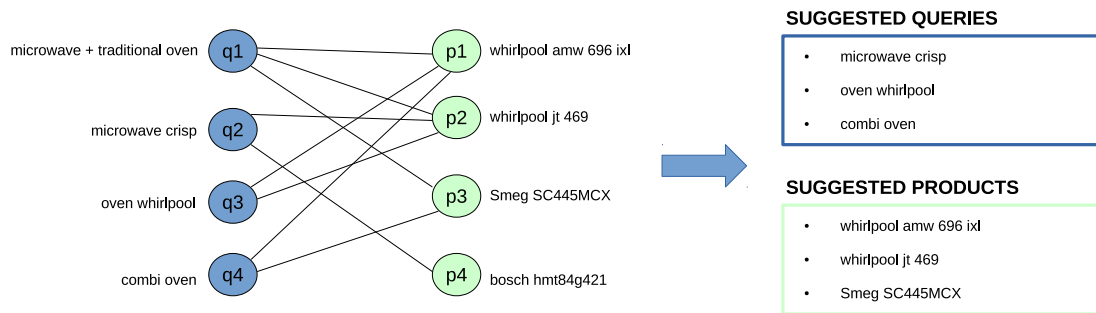 microwave + traditional oven q1 p1 whirlpool amw 696 ixl
microwave crisp q2 p2 whirlpool jt 469
oven whirlpool q3 p3 Smeg SC445MCX
combi oven q4 p4 bosch hmt84g421
SUGGESTED QUERIES
• microwave crisp
• oven whirlpool
• combi oven
SUGGESTED PRODUCTS
• whirlpool amw 696 ixl
• whirlpool jt 469
• Smeg SC445MCX